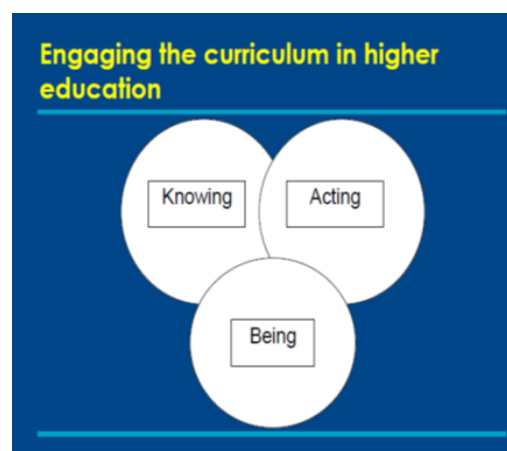 Engaging the curriculum in higher
education
Knowing
Acting
Being